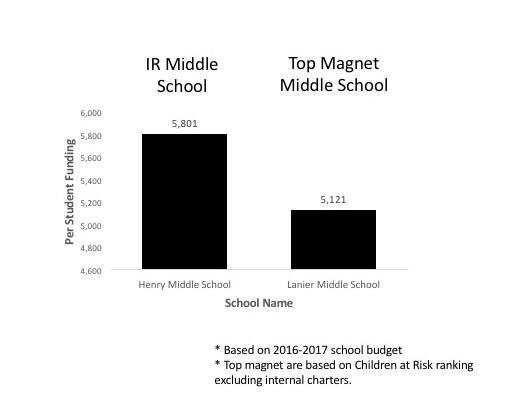 IR Middle
School
Top Magnet
Middle School
6,000
5,800
5,600
5,400
5,200
5,000
4,800
4,600
Per Student Funding
5,801
5,121
Henry Middle School
Lanier Middle School
School Name
* Based on 2016-2017 school budget
* Top magnet are based on Children at Risk ranking
excluding internal charters.